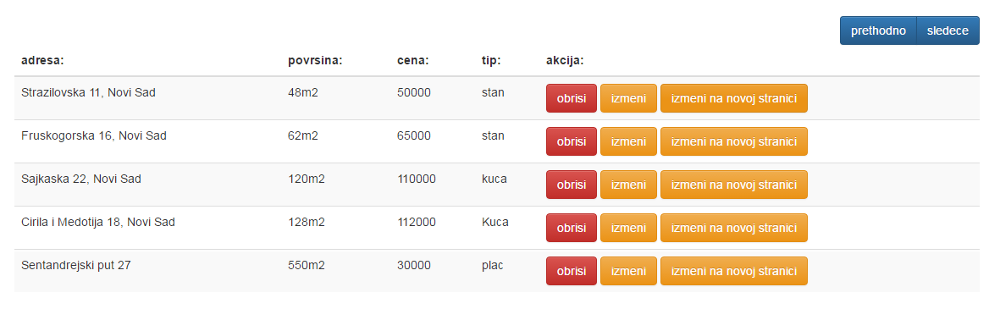 prethodno sledece
adresa: povrsina: cena: tip: akcija:
Strazilovska 11, Novi Sad 48m2 50000 stan obrisi izmeni izmeni na novoj stranici
Fruskogorska 16, Novi Sad 62m2 65000 stan obrisi izmeni izmeni na novoj stranici
Sajkaska 22, Novi Sad 120m2 110000 kuca obrisi izmeni izmeni na novoj stranici
Cirila i Medotija 18, Novi Sad 128m2 112000 Kuca obrisi izmeni izmeni na novoj stranici
Sentandrejski put 27 550m2 30000 plac obrisi izmeni izmeni na novoj stranici